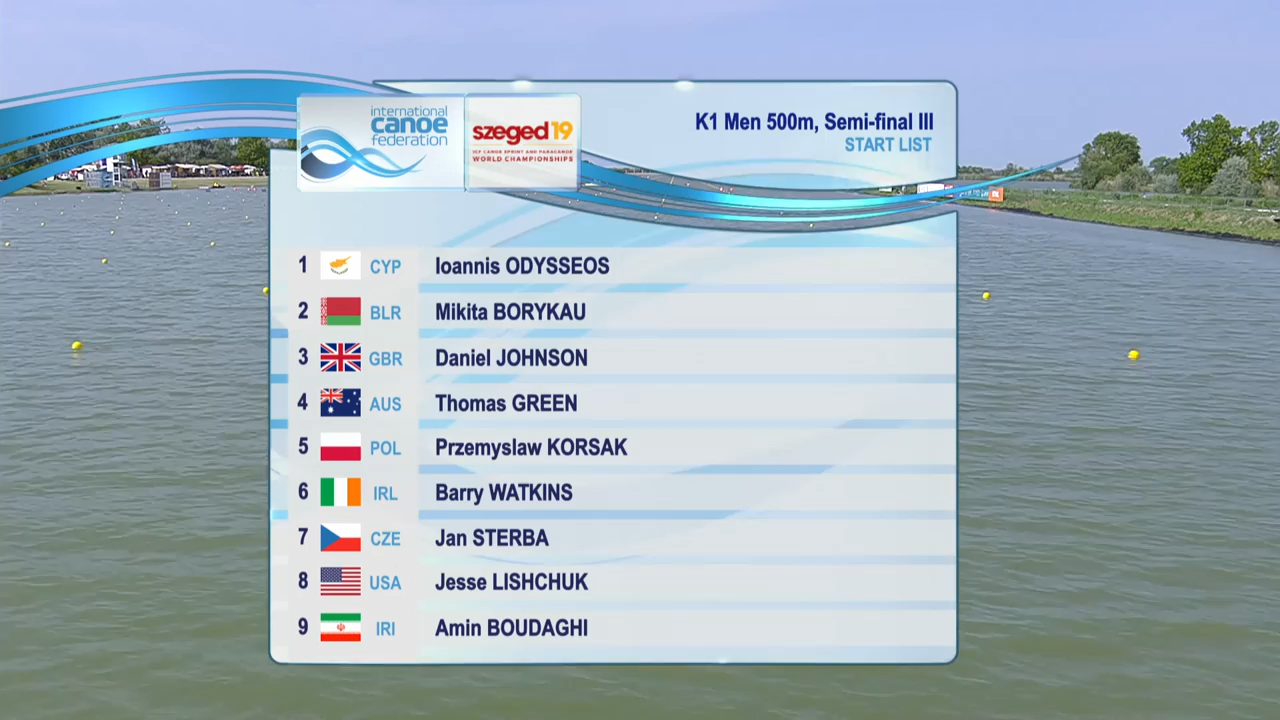 international
canoe
federation
szeged19
ICF CANOE SPRINT AND PARACANOE
WORLD CHAMPIONSHIPS
K1 Men 500m, Semi-final III
START LIST
1 CYP Ioannis ODYSSEOS
2 BLR Mikita BORYKAU
3 GBR Daniel JOHNSON
4 AUS Thomas GREEN
5 POL Przemyslaw KORSAK
6 IRL Barry WATKINS
7 CZE Jan STERBA
8 USA Jesse LISHCHUK
9 IRI Amin BOUDAGHI